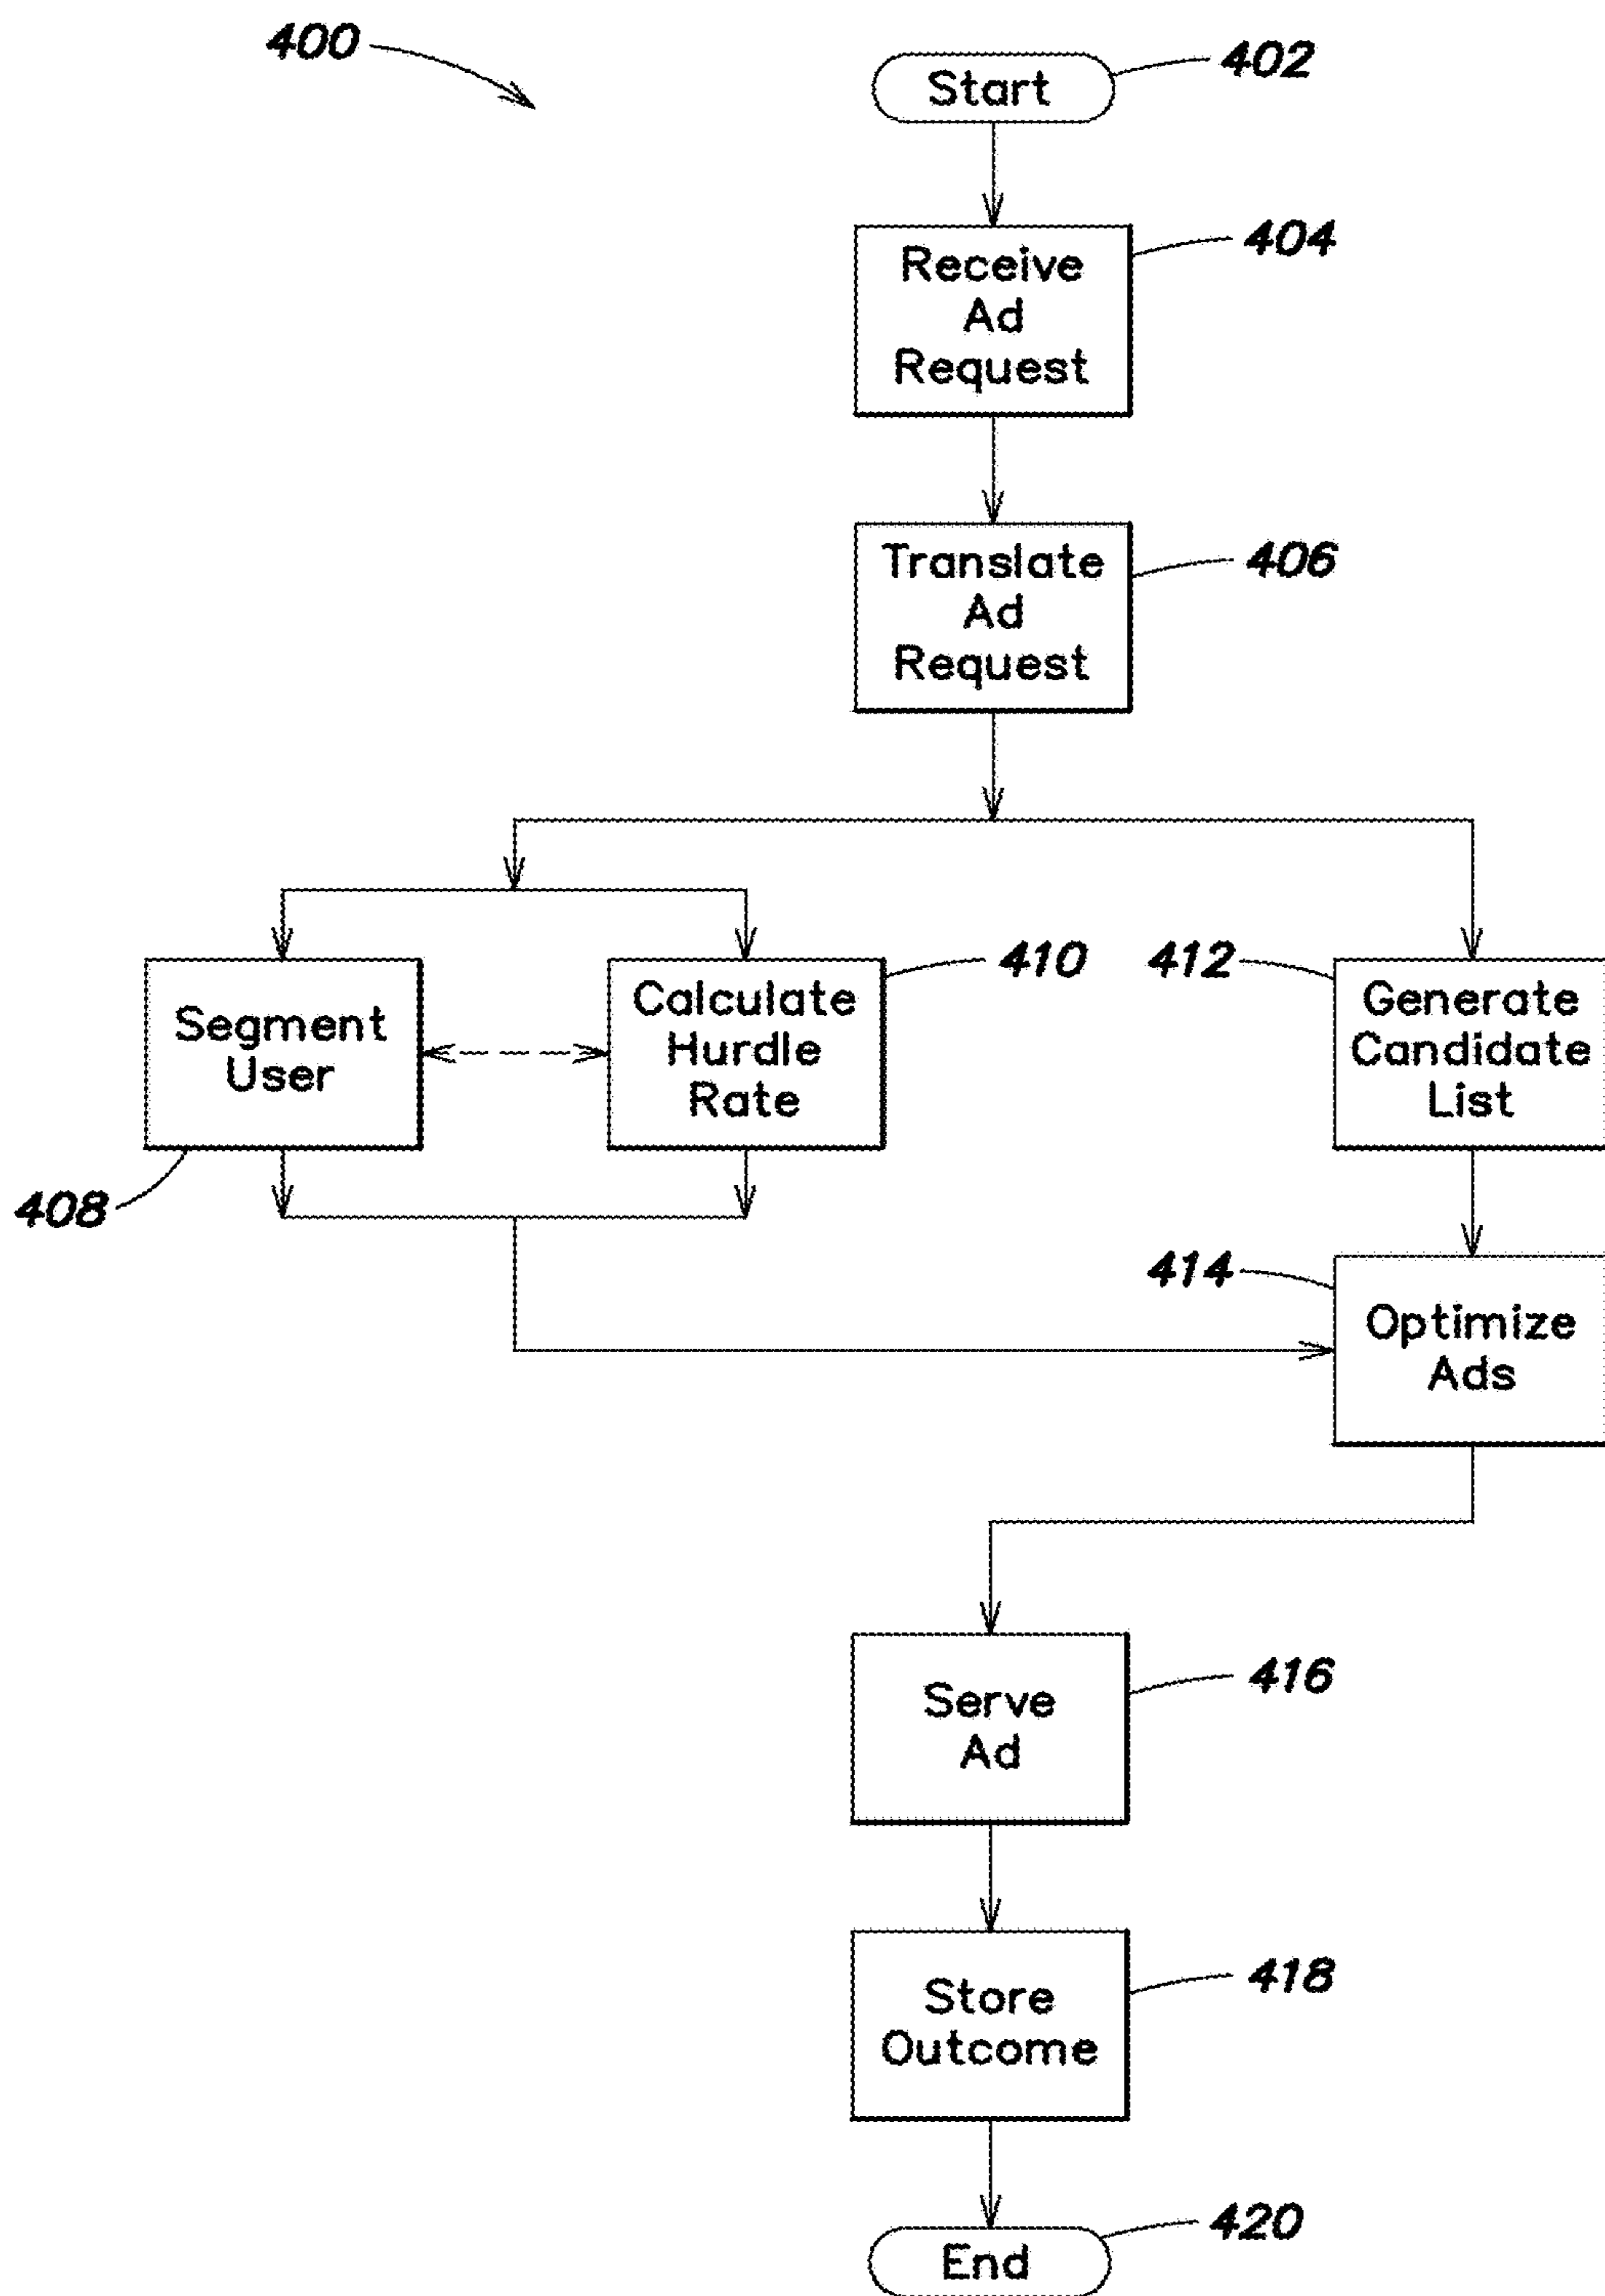 400
Start
402
Receive
Ad
Request
404
Translate
Ad
Request
406
Segment
User
408
Calculate
Hurdle
Rate
410
412
Generate
Candidate
List
414
Optimize
Ads
Serve
Ad
416
Store
Outcome
418
End
420